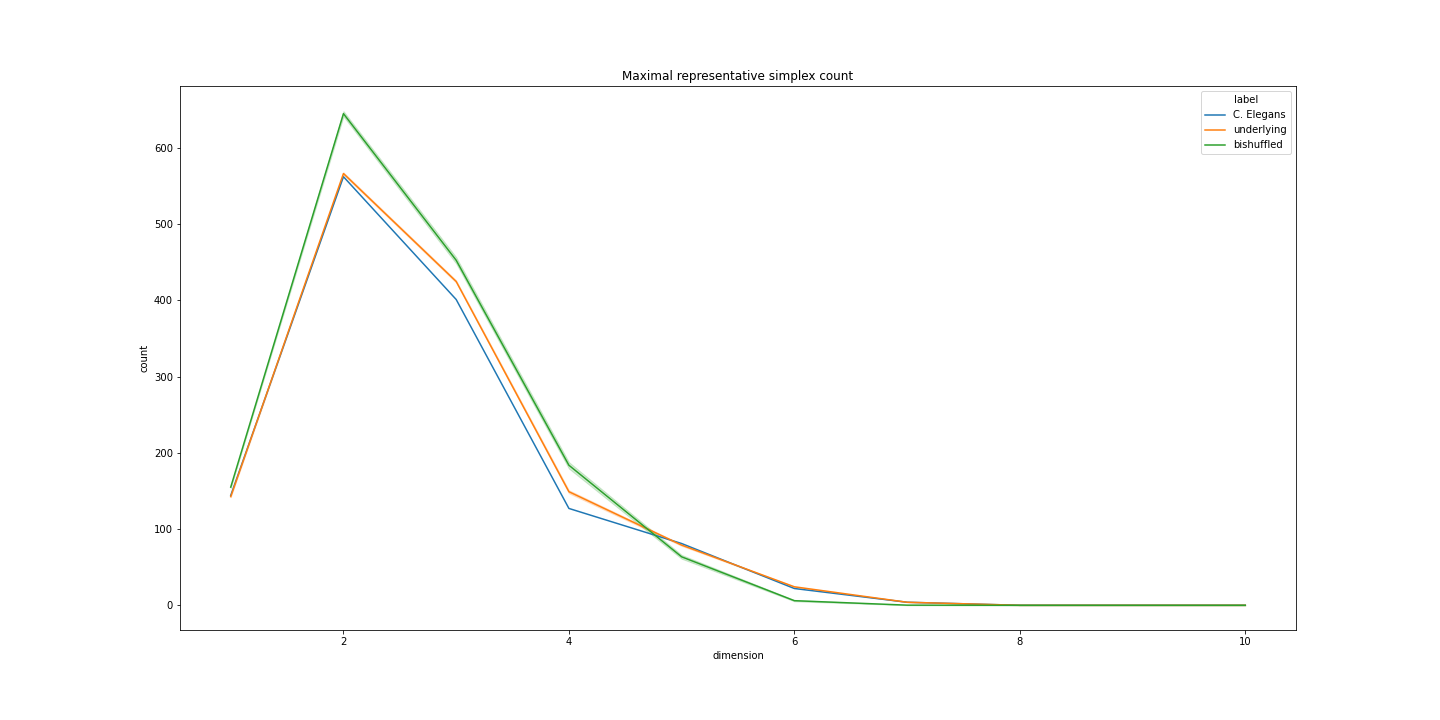 Maximal representative simplex count
label
C. Elegans
underlying
bishuffled
600
500
400
300
200
100
0
count
2 4 6 8 10
dimension